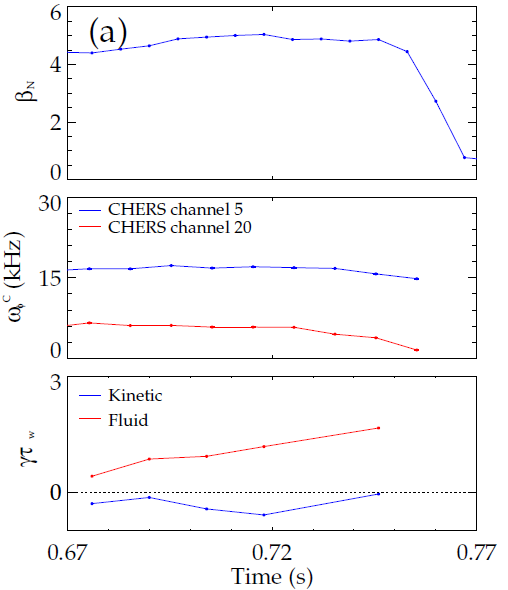 6
(a)
4
β_N
2
0
30
CHERS channel 5
CHERS channel 20
ω_ϕ^C (kHz)
15
0
3
Kinetic
Fluid
γτ_w
0
0.67 0.72 0.77
Time (s)